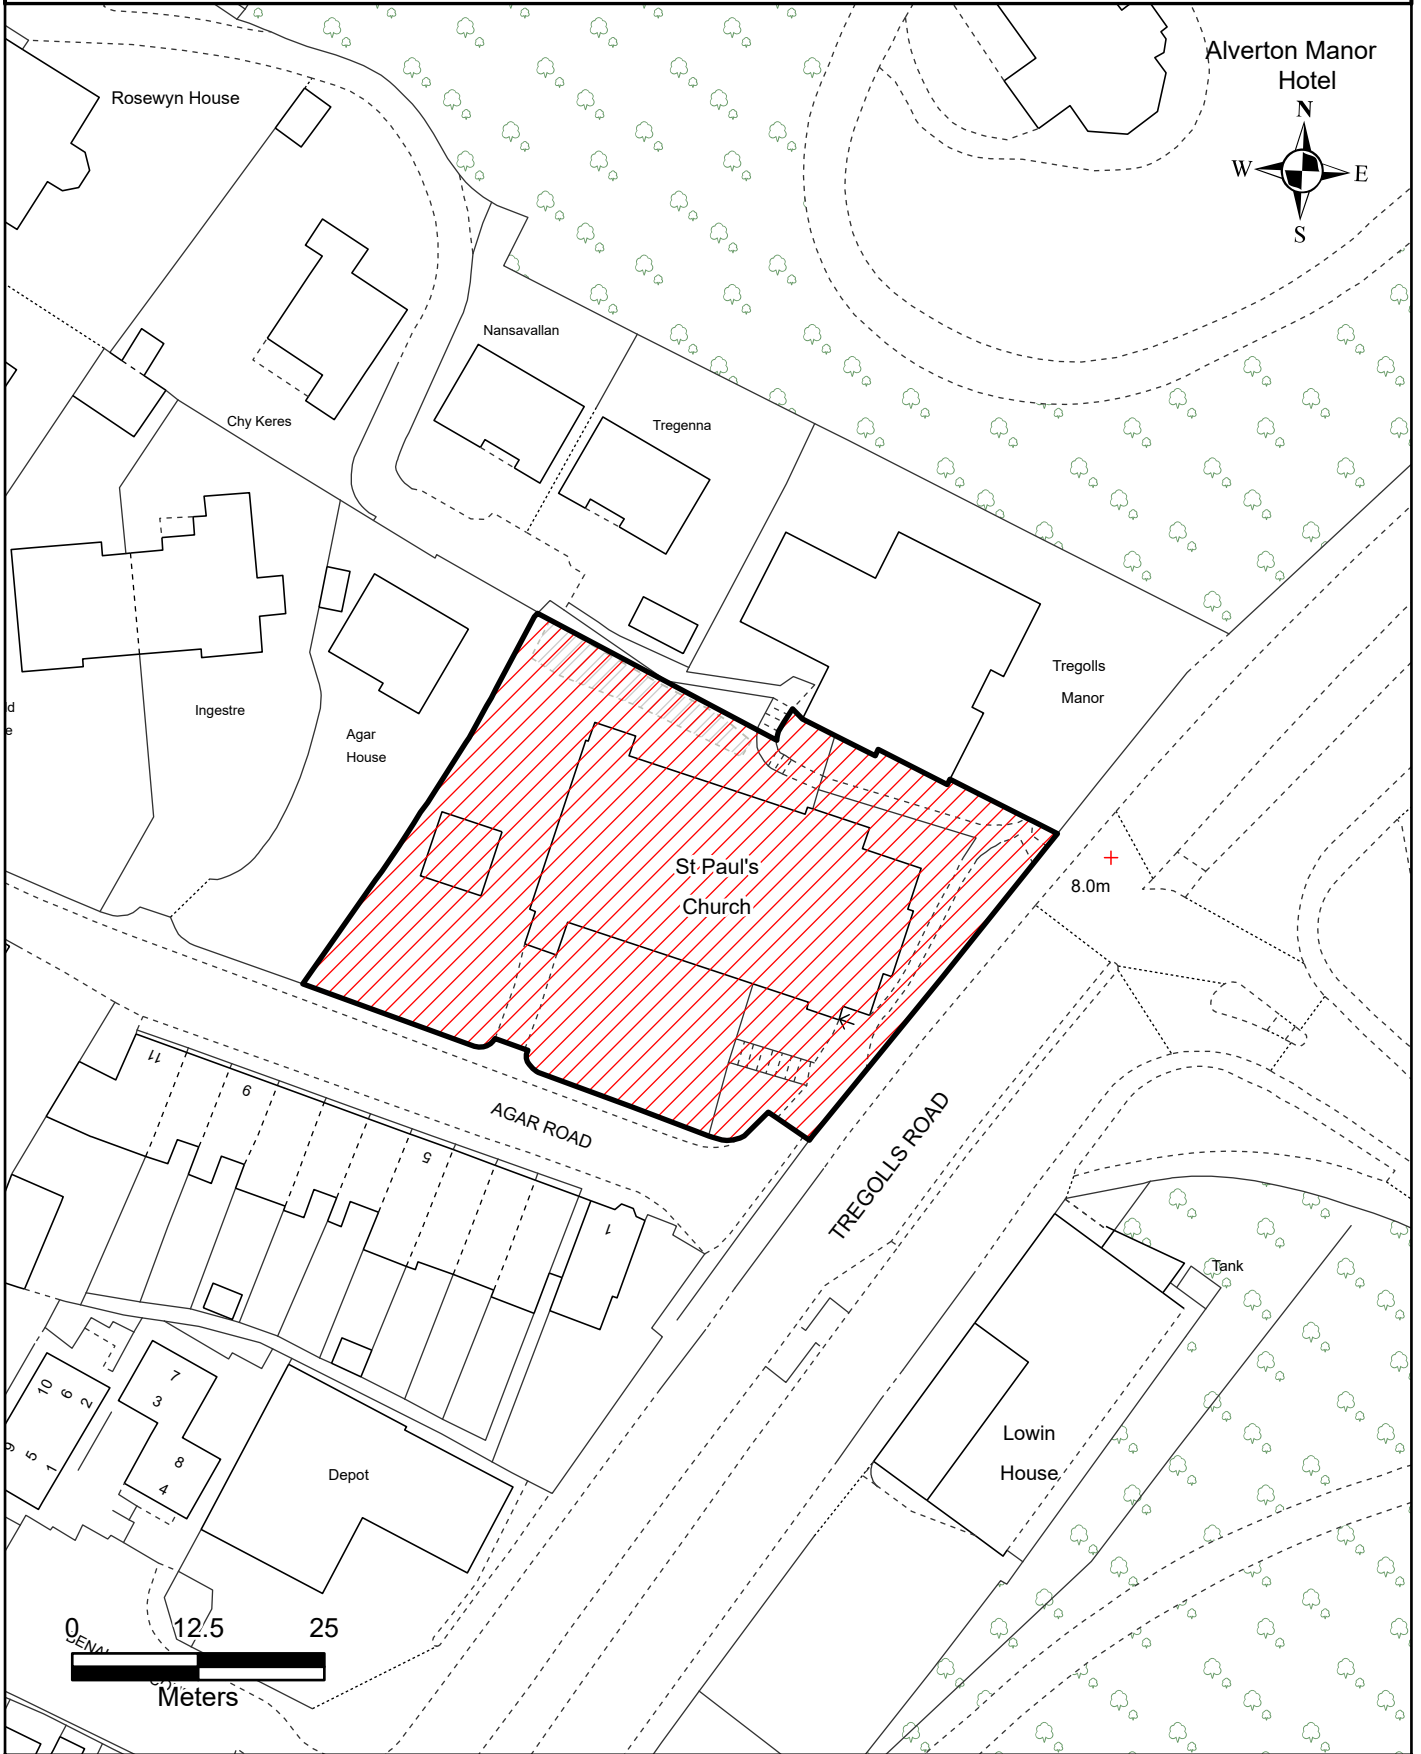 Alverton Manor
Hotel
N
W
E
S
Rosewyn House
Nansavallan
Chy Keres
Tregenna
Tregolls
Manor
Ingestre
Agar
House
d
e
St Paul's
Church
8.0m
11
9
5
1
AGAR ROAD
TREGOLLS ROAD
Tank
Lowin
House
Depot
10
6
2
9
5
1
7
3
8
4
0
12.5
25
Meters